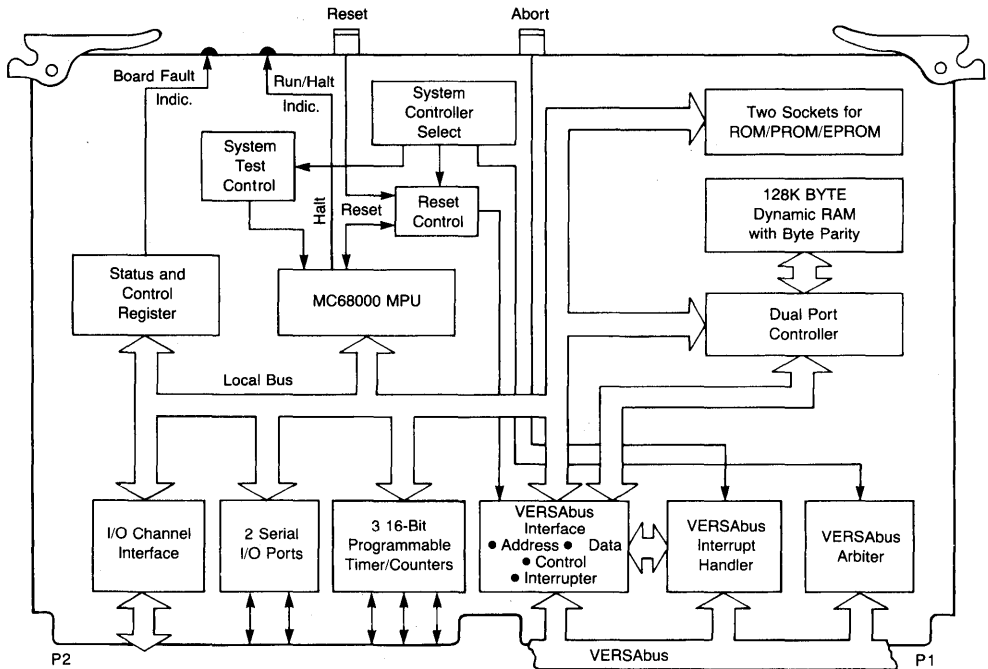 Reset
Abort
Board Fault
Indic.
Run/Halt
Indic.
System
Controller
Select
Two Sockets for
ROM/PROM/EPROM
System
Test
Control
Halt
Reset
Reset
Control
128K BYTE
Dynamic RAM
with Byte Parity
Status and
Control
Register
MC68000 MPU
Dual Port
Controller
Local Bus
I/O Channel
Interface
2 Serial
I/O Ports
3 16-Bit
Programmable
Timer/Counters
VERSAbus
Interface
● Address ● Data
● Control
● Interrupter
VERSAbus
Interrupt
Handler
VERSAbus
Arbiter
P2
VERSAbus
P1